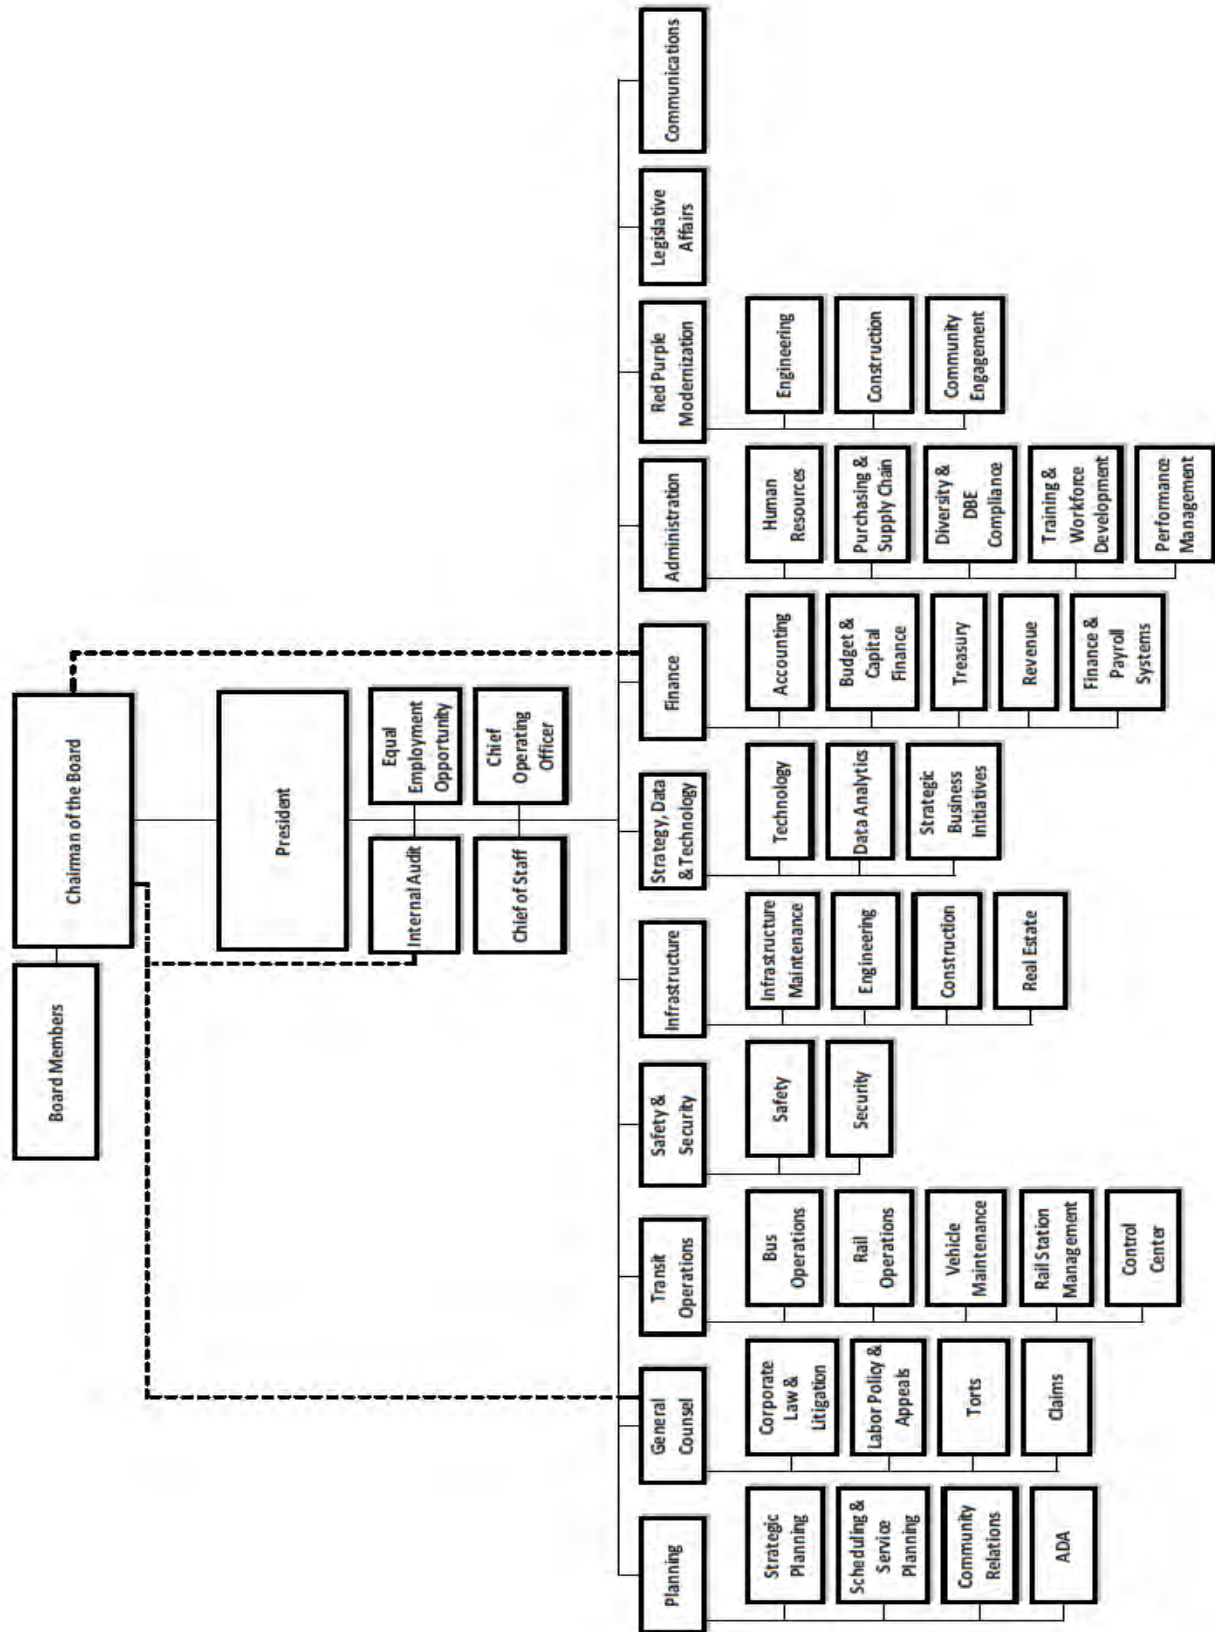 Board Members
Chairman of the Board
President
Internal Audit
Equal
Employment
Opportunity
Chief of Staff
Chief
Operating
Officer
Planning
General
Counsel
Transit
Operations
Safety &
Security
Infrastructure
Strategy, Data
& Technology
Finance
Administration
Red Purple
Modernization
Legislative
Affairs
Communications
Strategic
Planning
Scheduling &
Service
Planning
Community
Relations
ADA
Corporate
Law &
Litigation
Labor Policy &
Appeals
Torts
Claims
Bus
Operations
Rail
Operations
Vehicle
Maintenance
Rail Station
Management
Control
Center
Safety
Security
Infrastructure
Maintenance
Engineering
Construction
Real Estate
Technology
Data Analytics
Strategic
Business
Initiatives
Accounting
Budget &
Capital
Finance
Treasury
Revenue
Finance &
Payroll
Systems
Human
Resources
Purchasing &
Supply Chain
Diversity &
DBE
Compliance
Training &
Workforce
Development
Performance
Management
Engineering
Construction
Community
Engagement